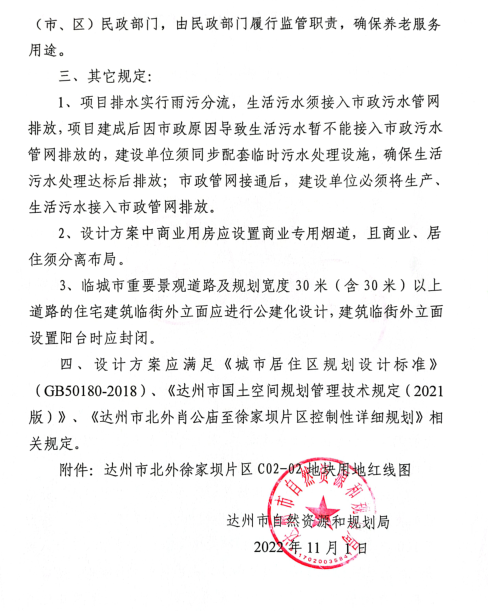 （市、区）民政部门，由民政部门履行监管职责，确保养老服务
用途。
三、其它规定：
1、项目排水实行雨污分流，生活污水须接入市政污水管网
排放，项目建成后因市政原因导致生活污水暂不能接入市政污水
管网排放的，建设单位须同步配套临时污水处理设施，确保生活
污水处理达标后排放；市政管网接通后，建设单位必须将生产、
生活污水接入市政管网排放。
2、设计方案中商业用房应设置商业专用烟道，且商业、居
住须分离布局。
3、临城市重要景观道路及规划宽度 30 米（含 30 米）以上
道路的住宅建筑临街外立面应进行公建化设计，建筑临街外立面
设置阳台时应封闭。
四、设计方案应满足《城市居住区规划设计标准》
（GB50180-2018）、《达州市国土空间规划管理技术规定（2021
版）》、《达州市北外肖公庙至徐家坝片区控制性详细规划》相
关规定。
附件：达州市北外徐家坝片区 C02-02 地块用地红线图
达州市自然资源和规划局
达州市自然资源和规划局
2022 年 11 月 1 日